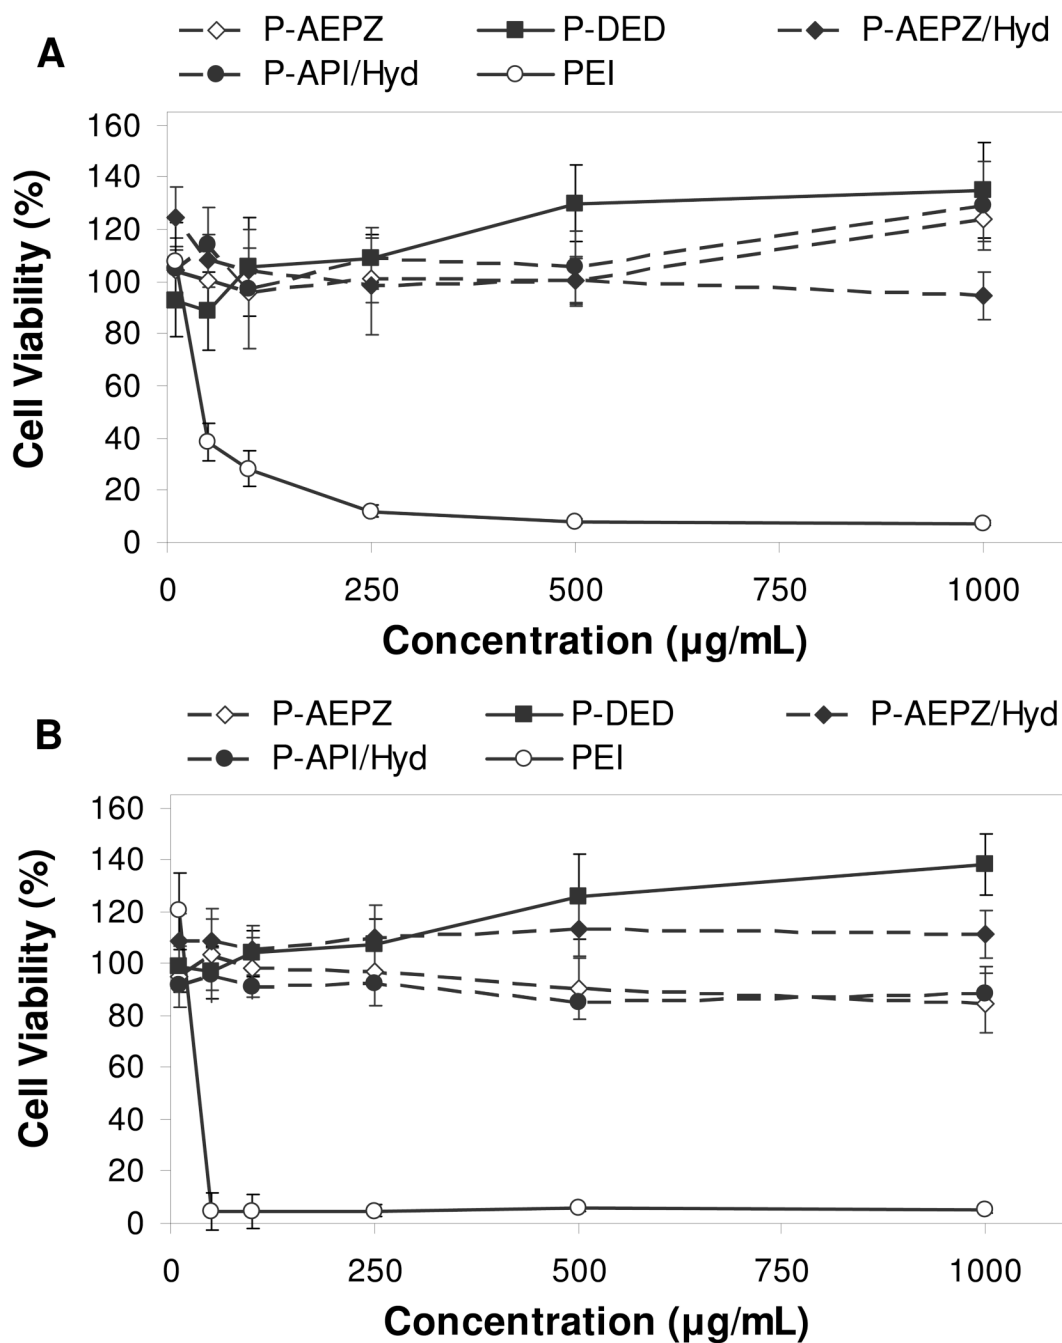 A
P-AEPZ P-DED P-AEPZ/Hyd
P-API/Hyd PEI
Cell Viability (%)
160
140
120
100
80
60
40
20
0
0 250 500 750 1000
Concentration (µg/mL)
B
P-AEPZ P-DED P-AEPZ/Hyd
P-API/Hyd PEI
Cell Viability (%)
160
140
120
100
80
60
40
20
0
0 250 500 750 1000
Concentration (µg/mL)